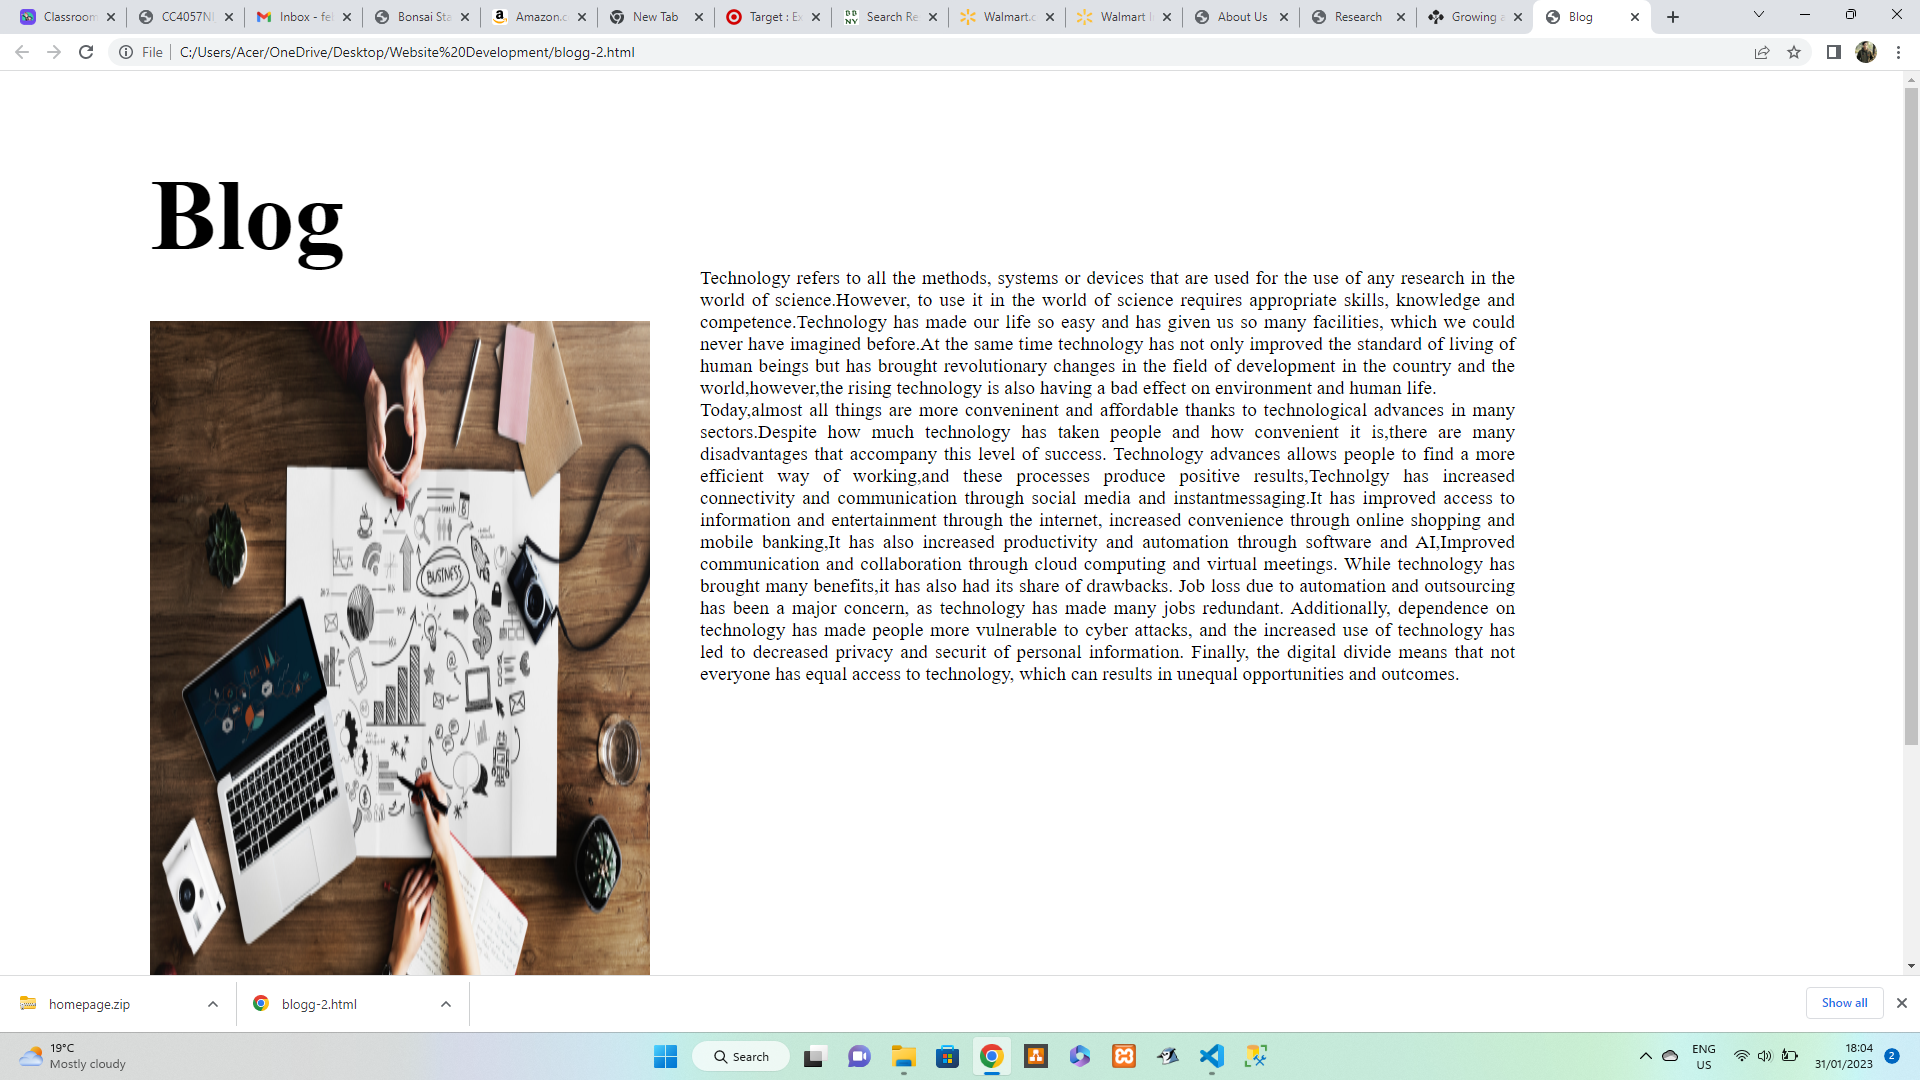 Classroom
CC4057NI
Inbox - fel
Bonsai Sta
Amazon.c
New Tab
Target : Ex
Search Re
Walmart.c
Walmart
About Us
Research
Growing a
Blog
File
C:/Users/Acer/OneDrive/Desktop/Website%20Development/blogg-2.html
Blog
Technology refers to all the methods, systems or devices that are used for the use of any research in the
world of science.However, to use it in the world of science requires appropriate skills, knowledge and
competence.Technology has made our life so easy and has given us so many facilities, which we could
never have imagined before.At the same time technology has not only improved the standard of living of
human beings but has brought revolutionary changes in the field of development in the country and the
world,however,the rising technology is also having a bad effect on environment and human life.
Today,almost all things are more conveninent and affordable thanks to technological advances in many
sectors.Despite how much technology has taken people and how convenient it is,there are many
disadvantages that accompany this level of success. Technology advances allows people to find a more
efficient way of working,and these processes produce positive results,Technolgy has increased
connectivity and communication through social media and instantmessaging.It has improved access to
information and entertainment through the internet, increased convenience through online shopping and
mobile banking,It has also increased productivity and automation through software and AI,Improved
communication and collaboration through cloud computing and virtual meetings. While technology has
brought many benefits,it has also had its share of drawbacks. Job loss due to automation and outsourcing
has been a major concern, as technology has made many jobs redundant. Additionally, dependence on
technology has made people more vulnerable to cyber attacks, and the increased use of technology has
led to decreased privacy and securit of personal information. Finally, the digital divide means that not
everyone has equal access to technology, which can results in unequal opportunities and outcomes.
search
BUSINESS
homepage.zip
blogg-2.html
Show all
19°C
Mostly cloudy
Search
ENG
US
18:04
31/01/2023
2